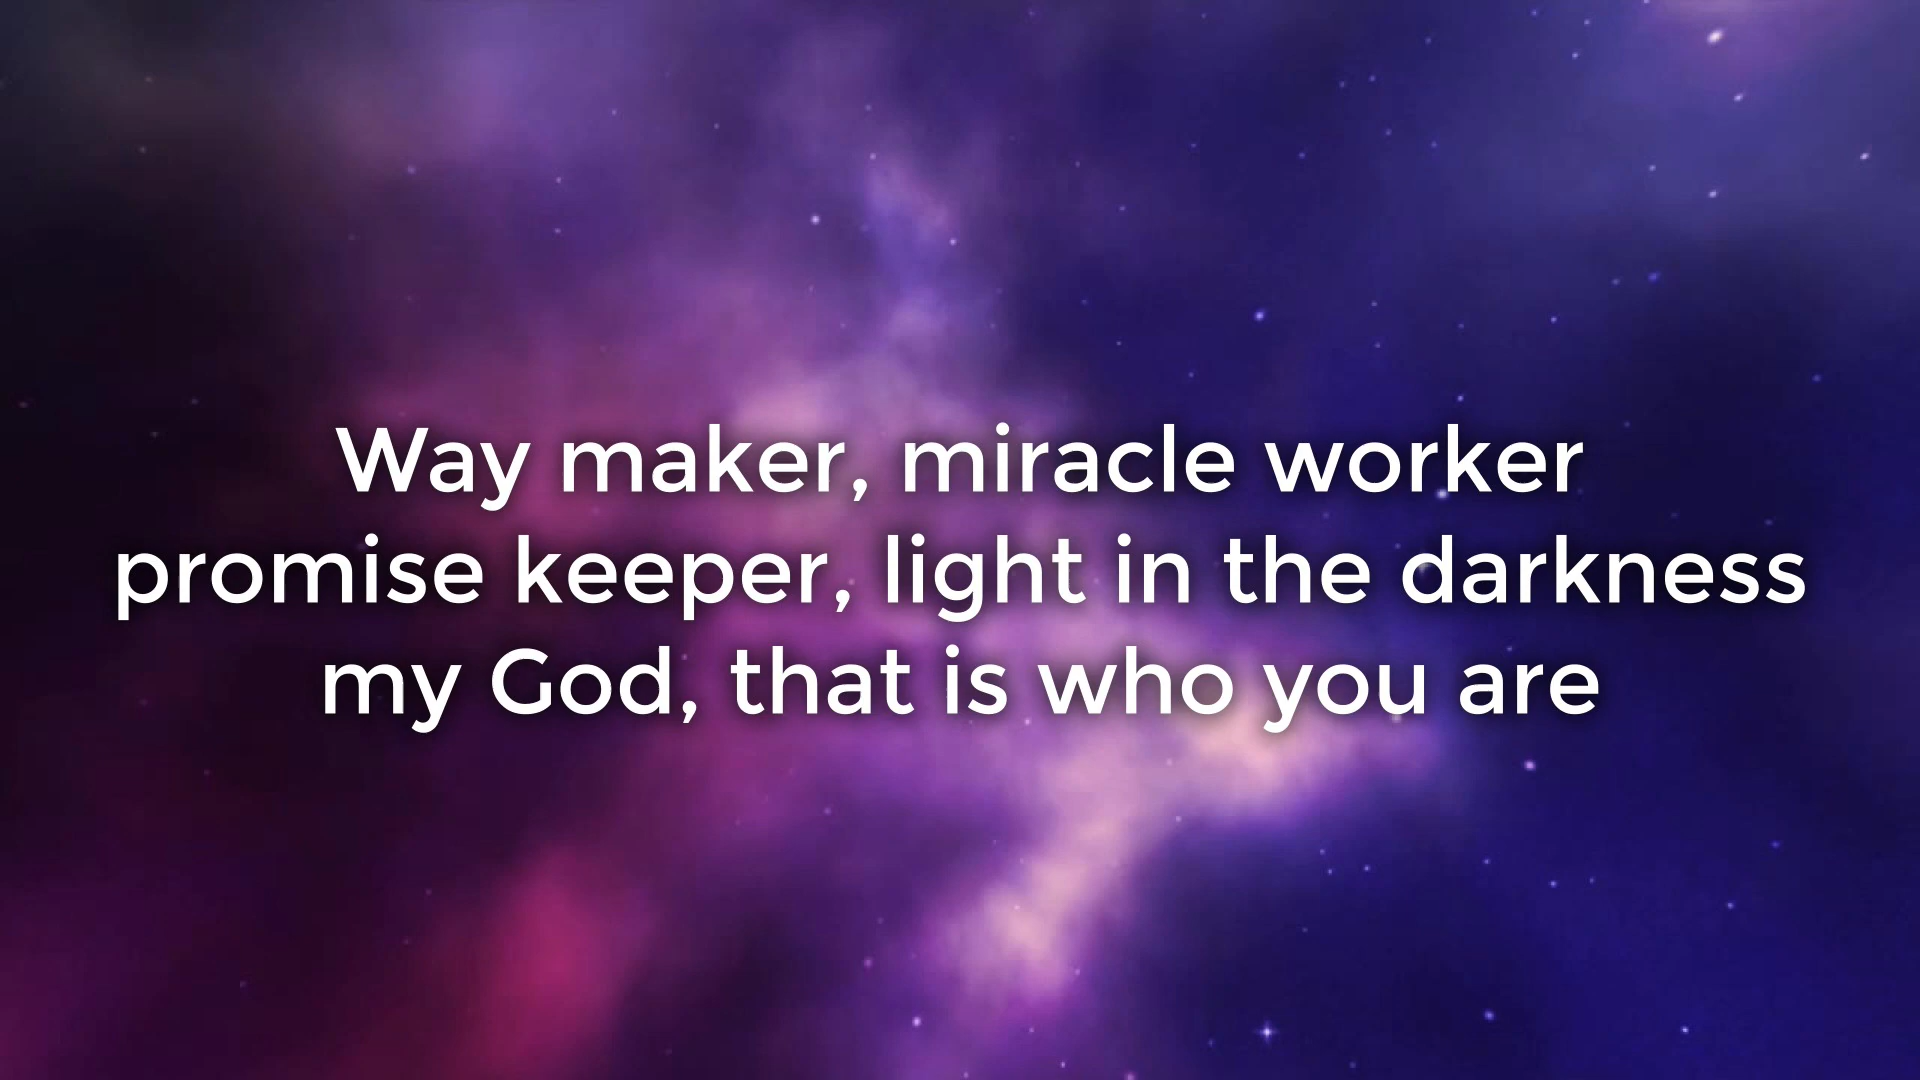 Way maker, miracle worker
promise keeper, light in the darkness
my God, that is who you are